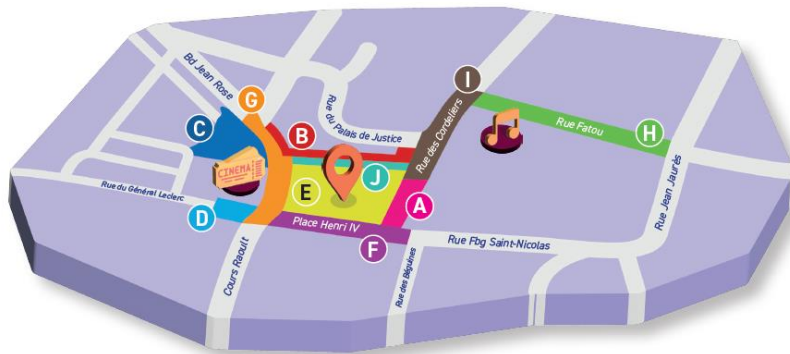 Bd Jean Rose
G
I
C
B
Rue du Palais de Justice
Rue des Cordeliers
Rue Fatou
H
CINEMA
J
Rue Jean Jaurès
Rue du Général Leclerc
E
A
D
Place Henri IV
F
Rue Fbg Saint-Nicolas
Cours Raoult
Rue des Béguines